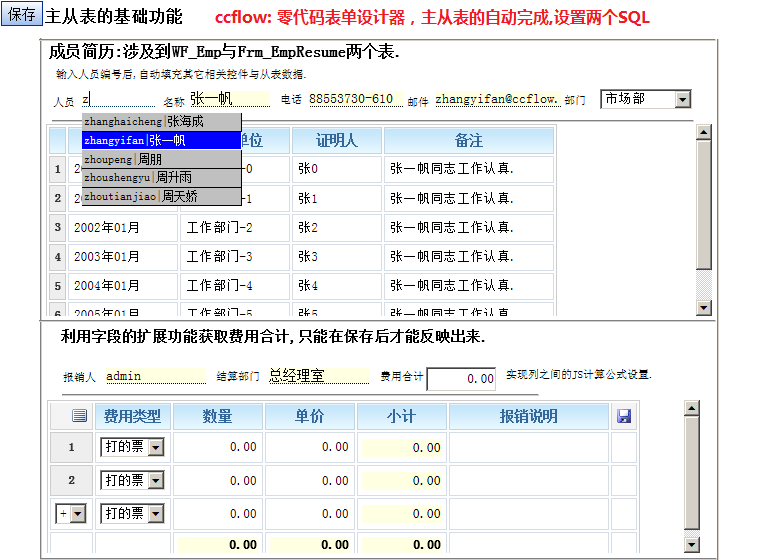 保存 主从表的基础功能 ccflow: 零代码表单设计器，主从表的自动完成,设置两个SQL
成员简历:涉及到WF_Emp与Frm_EmpResume两个表.
输入人员编号后,自动填充其它相关控件与从表数据.
人员 z 名称 张一帆 电话 88553730-610 邮件 zhangyifan@ccflow. 部门 市场部
zhanghaicheng|张海成
zhangyifan|张一帆
zhoupeng|周朋
zhoushengyu|周升雨
zhoutianjiao|周天娇
单位 证明人 备注
1 2 -0 张0 张一帆同志工作认真.
2 20 -1 张1 张一帆同志工作认真.
3 2002年01月 工作部门-2 张2 张一帆同志工作认真.
4 2003年01月 工作部门-3 张3 张一帆同志工作认真.
5 2004年01月 工作部门-4 张4 张一帆同志工作认真.
6 2005年01月 工作部门-5 张5 张一帆同志工作认真.
利用字段的扩展功能获取费用合计,只能在保存后才能反映出来.
报销人 admin 结算部门 总经理室 费用合计 0.00 实现列之间的JS计算公式设置.
费用类型 数量 单价 小计 报销说明
1 打的票 0.00 0.00 0.00
2 打的票 0.00 0.00 0.00
+ 打的票 0.00 0.00 0.00
0.00 0.00 0.00